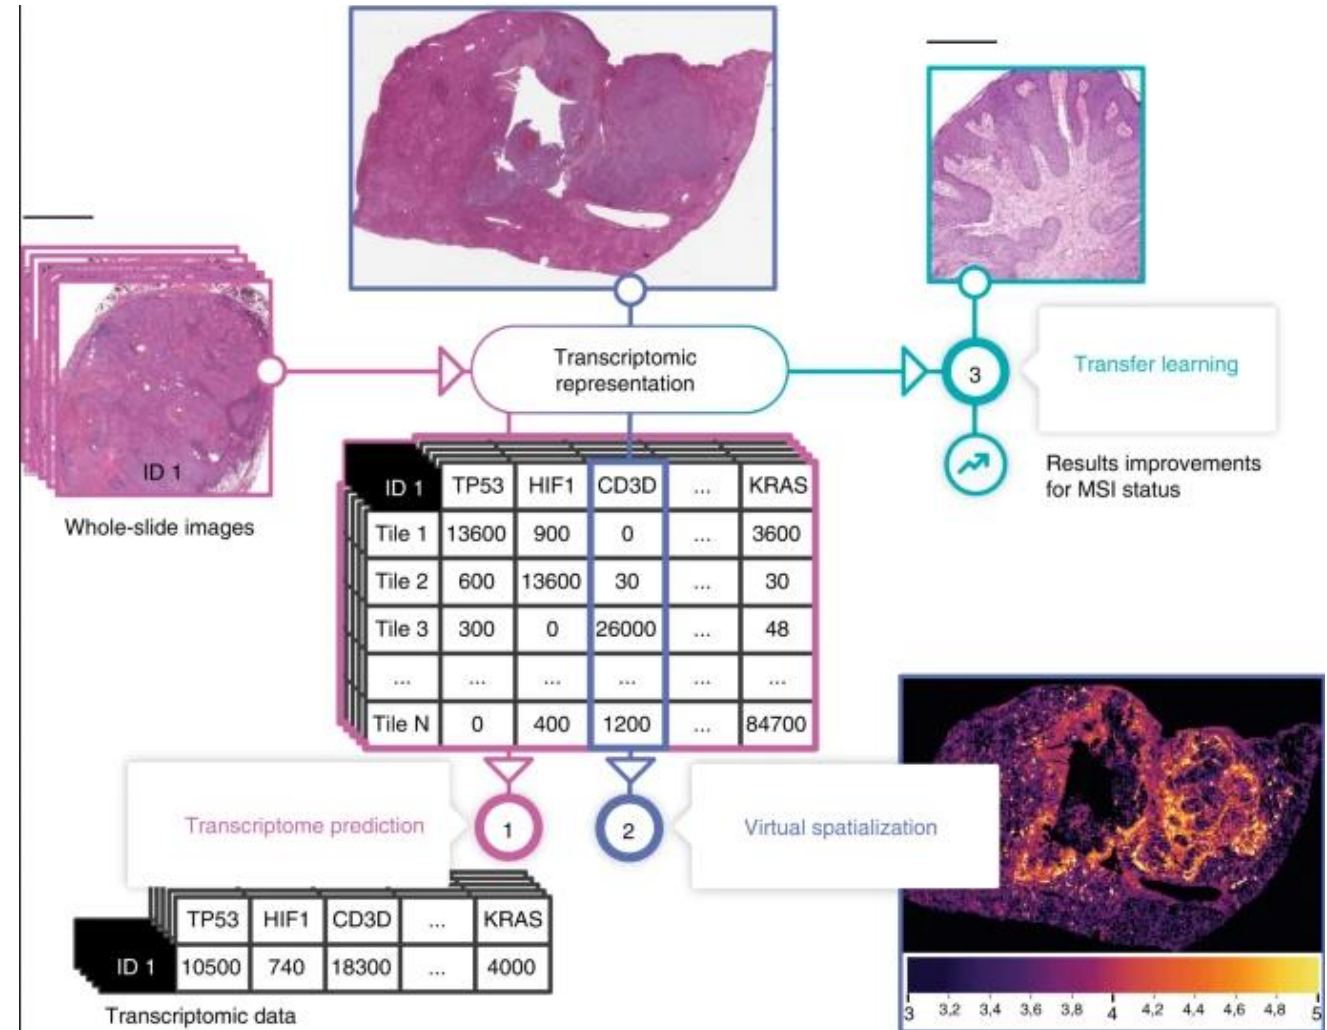 Transcriptomic
representation
3
Transfer learning
Results improvements
for MSI status
ID 1
Whole-slide images
ID 1 TP53 HIF1 CD3D ... KRAS
Tile 1 13600 900 0 ... 3600
Tile 2 600 13600 30 ... 30
Tile 3 300 0 26000 ... 48
... ... ... ... ... ...
Tile N 0 400 1200 ... 84700
Transcriptome prediction
1
2
Virtual spatialization
TP53 HIF1 CD3D ... KRAS
ID 1 10500 740 18300 ... 4000
Transcriptomic data
3 3,2 3,4 3,6 3,8 4 4,2 4,4 4,6 4,8 5